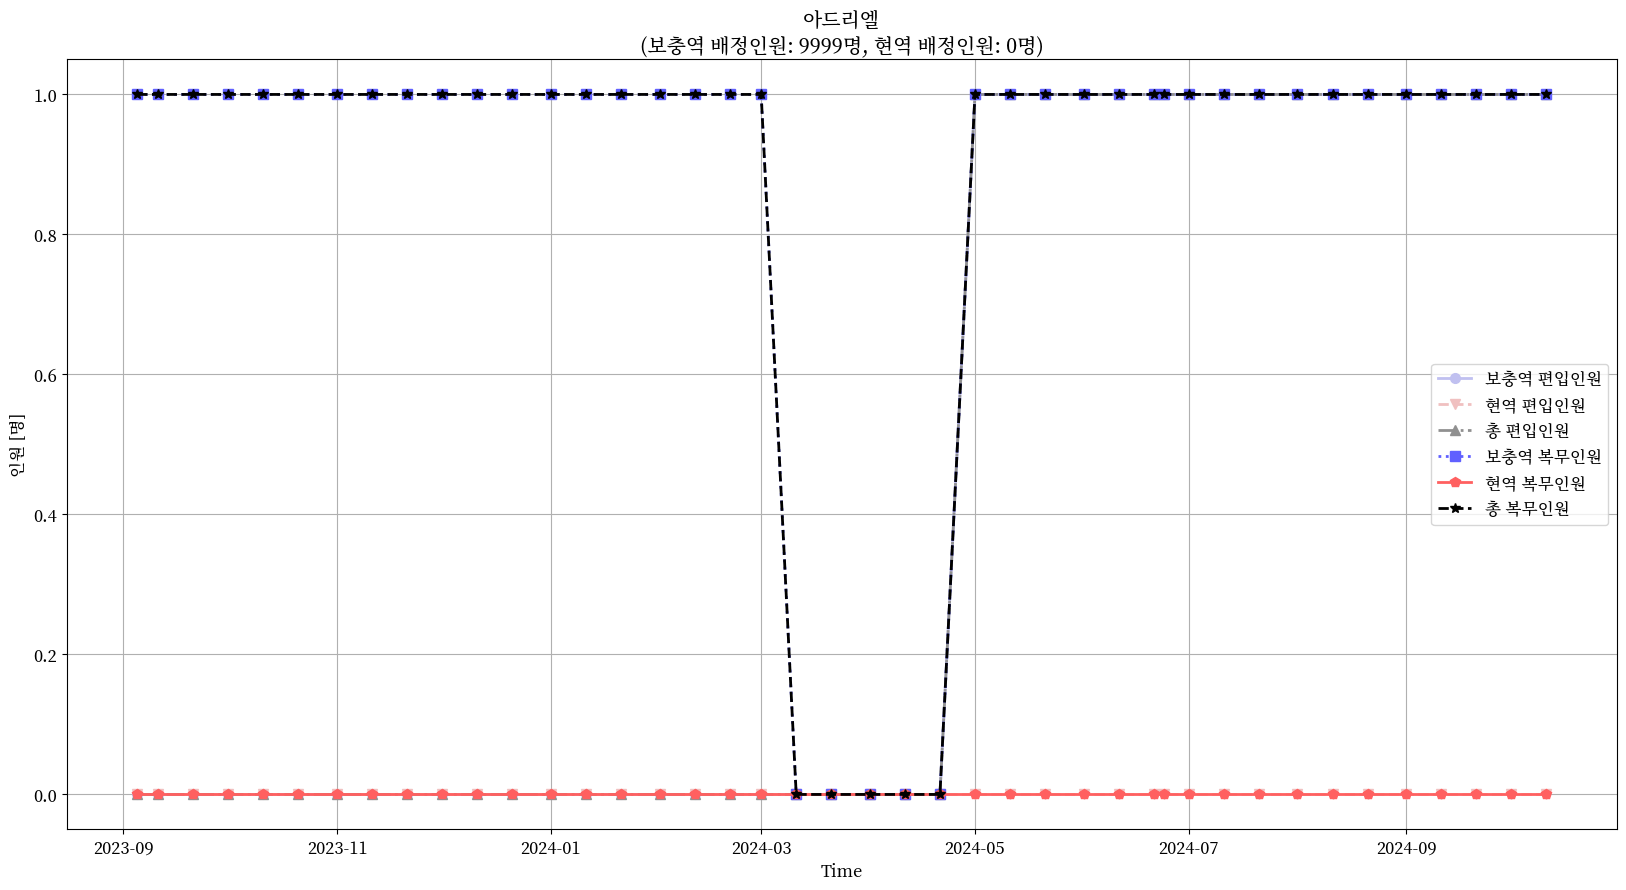 아드리엘
(보충역 배정인원: 9999명, 현역 배정인원: 0명)
인원 [명]
1.0
0.8
0.6
0.4
0.2
0.0
보충역 편입인원
현역 편입인원
총 편입인원
보충역 복무인원
현역 복무인원
총 복무인원
2023-09 2023-11 2024-01 2024-03 2024-05 2024-07 2024-09
Time